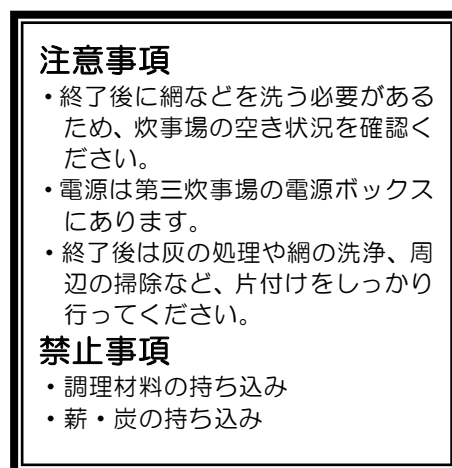 注意事項
・終了後に網などを洗う必要がある
ため、炊事場の空き状況を確認く
ださい。
・電源は第三炊事場の電源ボックス
にあります。
・終了後は灰の処理や網の洗浄、周
辺の掃除など、片付けをしっかり
行ってください。
禁止事項
・調理材料の持ち込み
・薪・炭の持ち込み